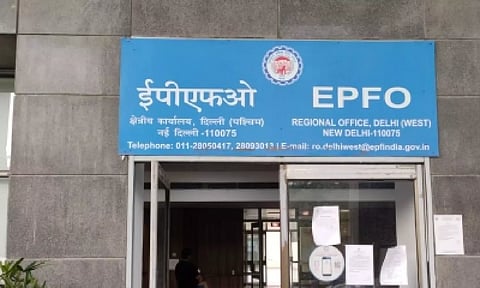 ईपीएफओ
क्षेत्रीय कार्यालय, दिल्ली (पश्चिम)
नई दिल्ली -110075
EPFO
REGIONAL OFFICE, DELHI (WEST)
NEW DELHI-110075
Telephone: 011-28050417, 28093013 | E-mail: ro.delhiwest@epfindia.gov.in